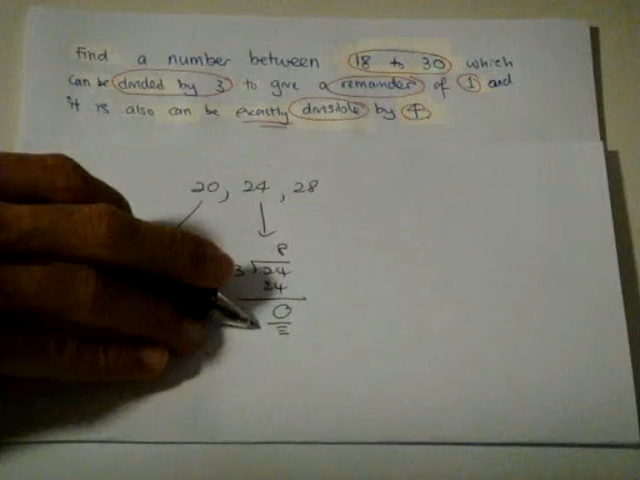 Find a number between 18 to 30 which
can be divided by 3 to give a remainder of 1 and
it is also can be exactly divisible by 4
20, 24, 28
8
3 24
24
0